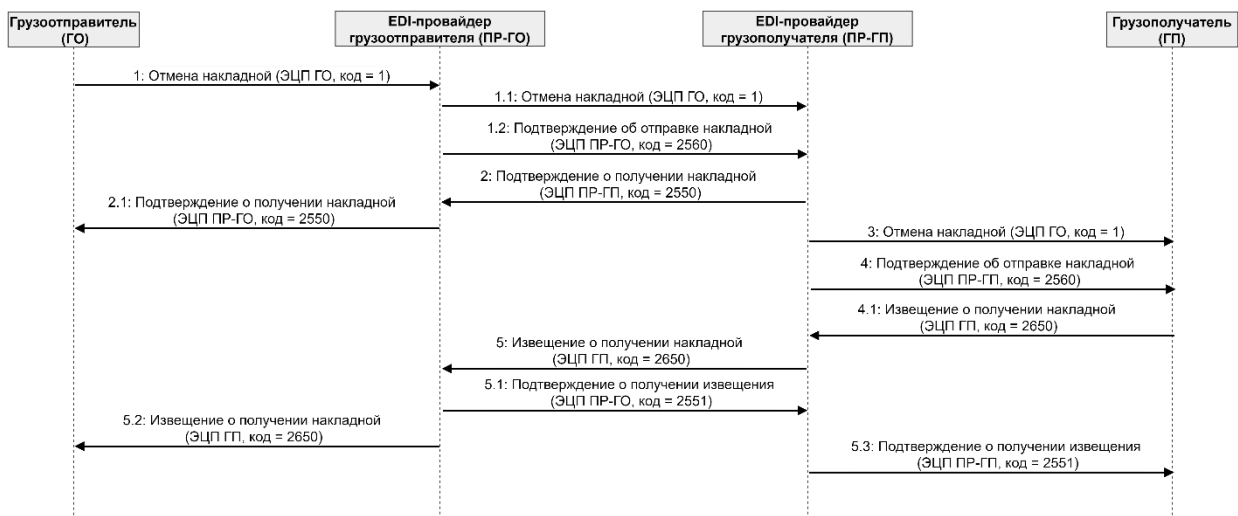 Грузоотправитель
(ГО)
EDI-провайдер
грузоотправителя (ПР-ГО)
EDI-провайдер
грузополучателя (ПР-ГП)
Грузополучатель
(ГП)
1: Отмена накладной (ЭЦП ГО, код = 1)
1.1: Отмена накладной (ЭЦП ГО, код = 1)
1.2: Подтверждение об отправке накладной
(ЭЦП ПР-ГО, код = 2560)
2: Подтверждение о получении накладной
(ЭЦП ПР-ГП, код = 2550)
2.1: Подтверждение о получении накладной
(ЭЦП ПР-ГО, код = 2550)
3: Отмена накладной (ЭЦП ГО, код = 1)
4: Подтверждение об отправке накладной
(ЭЦП ПР-ГП, код = 2560)
4.1: Извещение о получении накладной
(ЭЦП ГП, код = 2650)
5: Извещение о получении накладной
(ЭЦП ГП, код = 2650)
5.1: Подтверждение о получении извещения
(ЭЦП ПР-ГО, код = 2551)
5.2: Извещение о получении накладной
(ЭЦП ГП, код = 2650)
5.3: Подтверждение о получении извещения
(ЭЦП ПР-ГП, код = 2551)